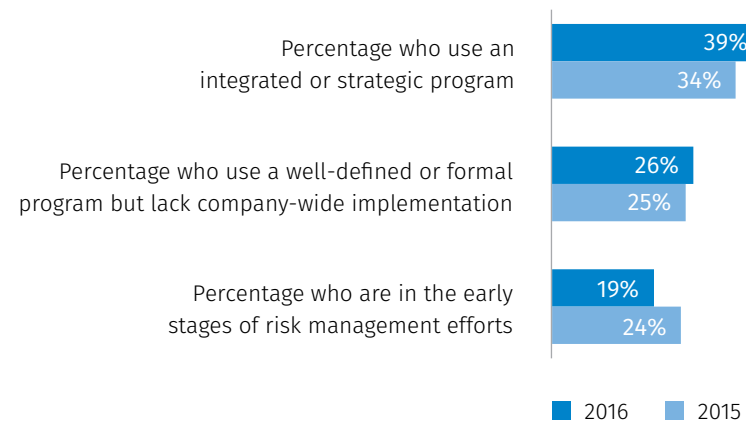 Percentage who use an
integrated or strategic program
39%
34%
Percentage who use a well-defined or formal
program but lack company-wide implementation
26%
25%
Percentage who are in the early
stages of risk management efforts
19%
24%
2016
2015